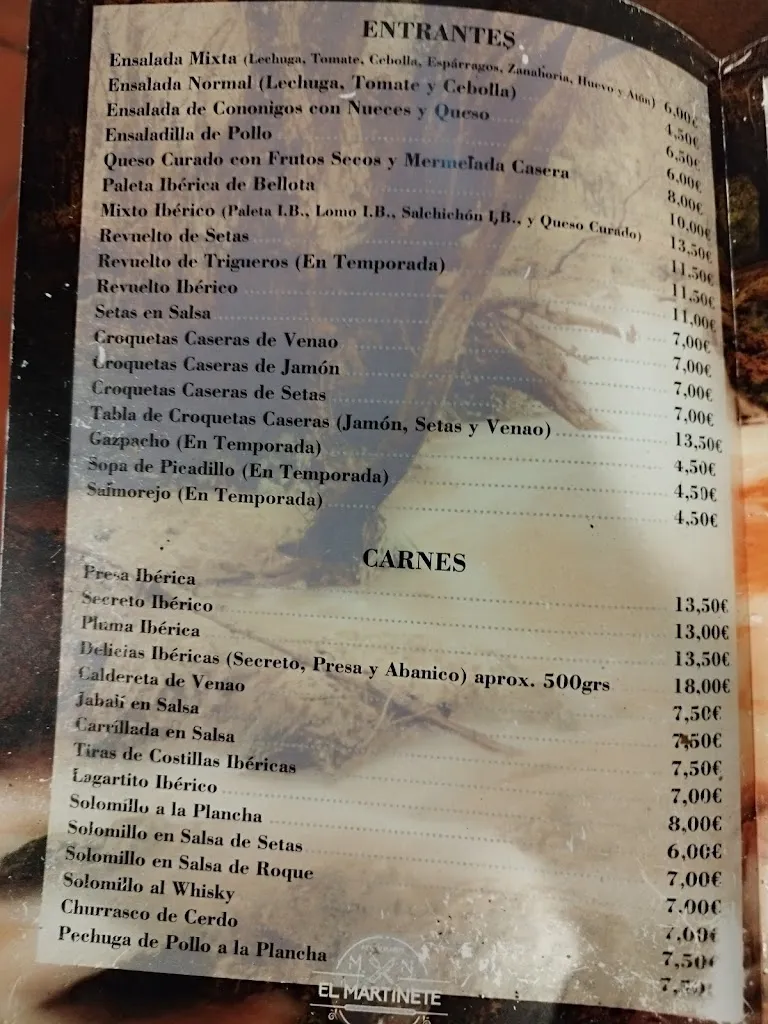 ENTRANTES
Ensalada Mixta (Lechuga, Tomate, Cebolla, Espárragos, Zanahoria, Huevo y Atún) 6,00€
Ensalada Normal (Lechuga, Tomate y Cebolla) 4,50€
Ensalada de Cononigos con Nueces y Queso 6,50€
Ensaladilla de Pollo 6,00€
Queso Curado con Frutos Secos y Mermelada Casera 8,00€
Paleta Ibérica de Bellota 10,00€
Mixto Ibérico (Paleta I.B., Lomo I.B., Salchichón I,B., y Queso Curado) 13,50€
Revuelto de Setas 11,50€
Revuelto de Trigueros (En Temporada) 11,50€
Revuelto Ibérico 11,00€
Setas en Salsa 7,00€
Croquetas Caseras de Venao 7,00€
Croquetas Caseras de Jamón 7,00€
Croquetas Caseras de Setas 7,00€
Tabla de Croquetas Caseras (Jamón, Setas y Venao) 13,50€
Gazpacho (En Temporada) 4,50€
Sopa de Picadillo (En Temporada) 4,50€
Salmorejo (En Temporada) 4,50€
CARNES
Presa Ibérica 13,50€
Secreto Ibérico 13,00€
Pluma Ibérica 13,50€
Delicias Ibéricas (Secreto, Presa y Abanico) aprox. 500grs 18,00€
Caldereta de Venao 7,50€
Jabalí en Salsa 7,50€
Carrillada en Salsa 7,50€
Tiras de Costillas Ibéricas 7,00€
Lagartito Ibérico 8,00€
Solomillo a la Plancha 6,00€
Solomillo en Salsa de Setas 7,00€
Solomillo en Salsa de Roque 7,00€
Solomillo al Whisky 7,00€
Churrasco de Cerdo 7,50€
Pechuga de Pollo a la Plancha 7,50€
M N
EL MARTINETE